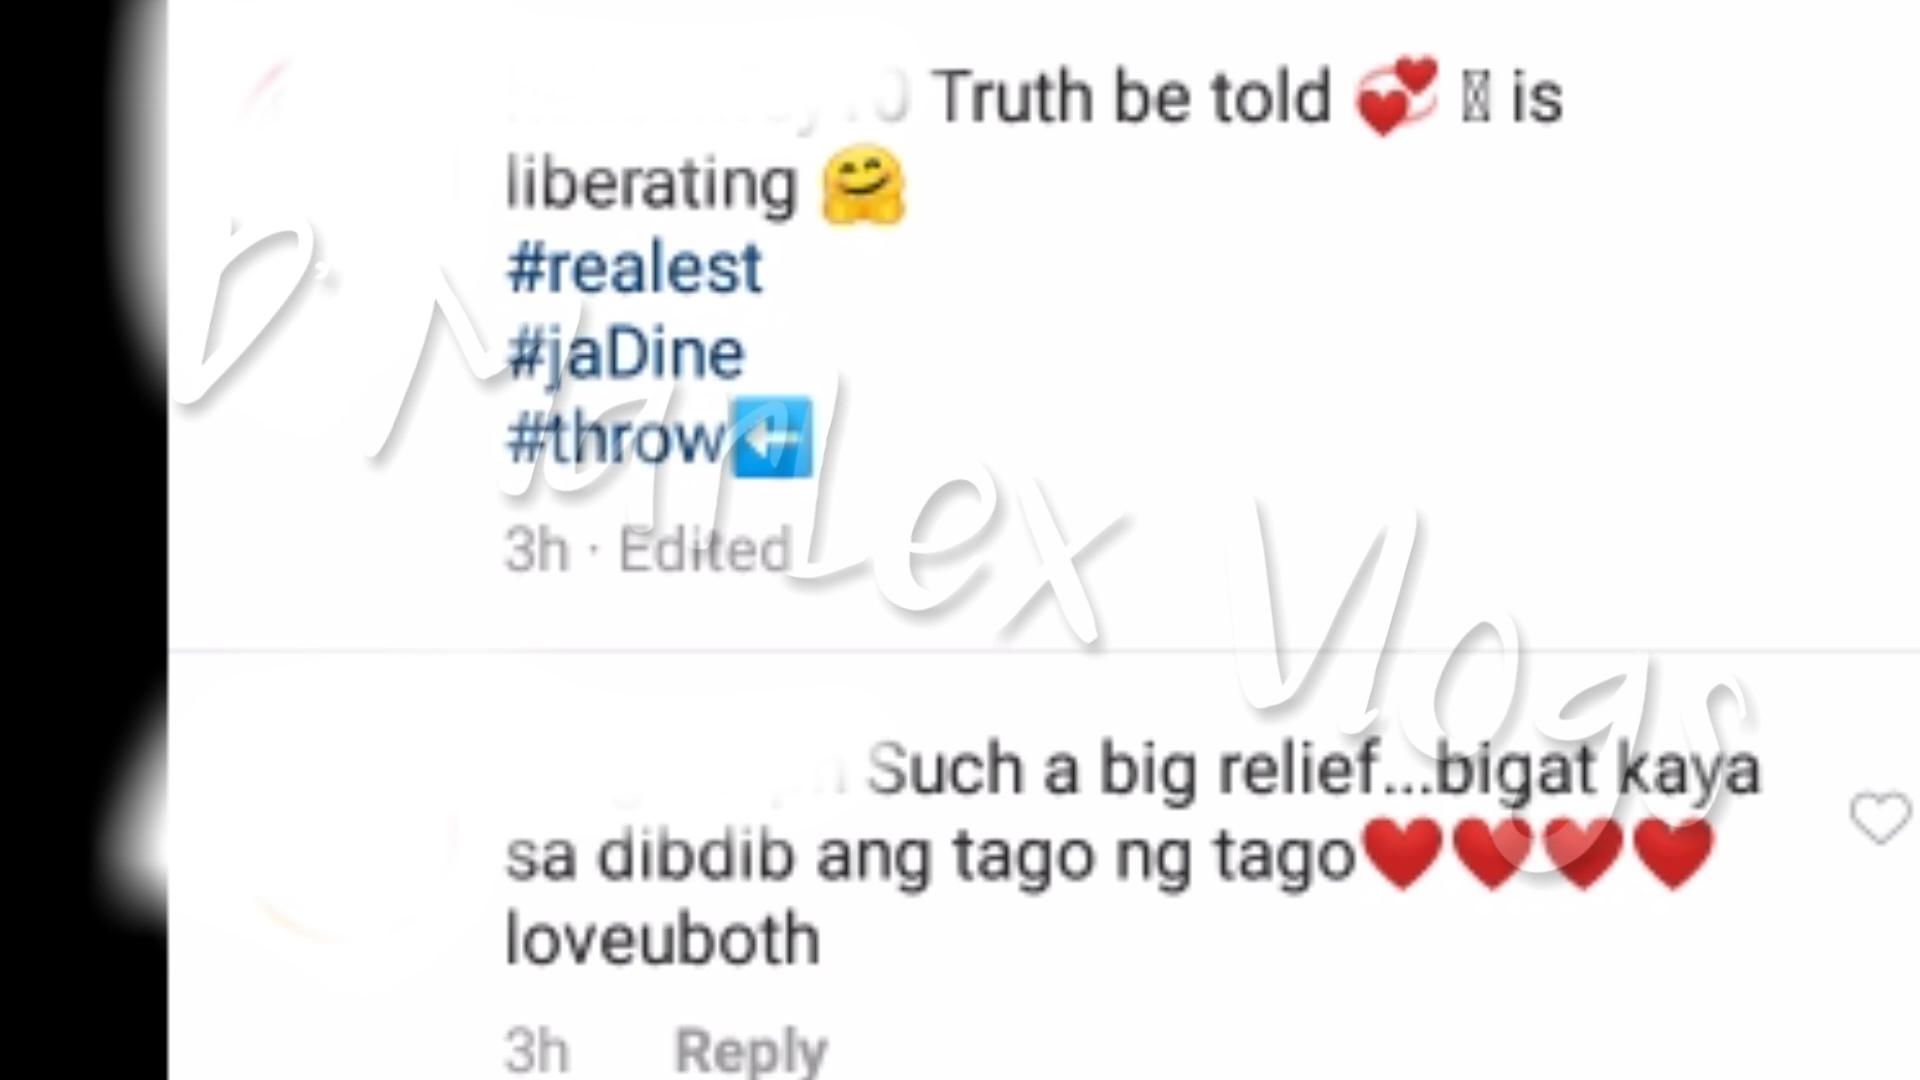 Truth be told 💞 is
liberating 🤗
#realest
#jaDine
#throw⬅️
3h · Edited
Such a big relief...bigat kaya
sa dibdib ang tago ng tago❤️❤️❤️❤️
loveuboth
3h Reply
D' MarLex Vlogs